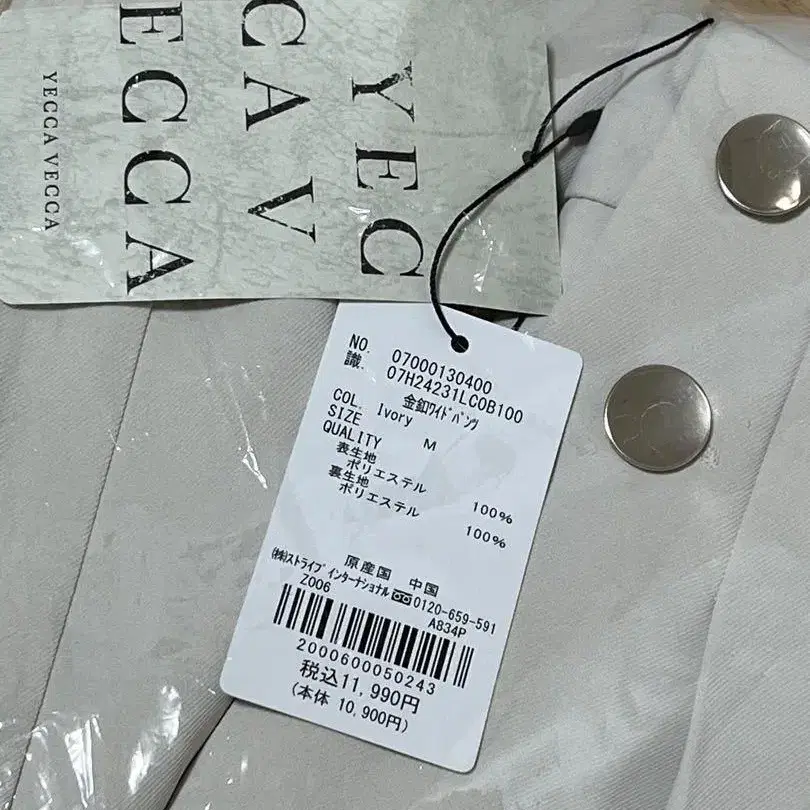 YEC
CA V
ECCA
YECCA VECCA
NO. 07000130400
識. 07H24231LC0B100
金釦ﾜｲﾄﾞﾊﾟﾝﾂ
COL. Ivory
SIZE M
QUALITY
表生地
ポリエステル 100%
裏生地
ポリエステル 100%
原産国 中国
㈱ｽﾄﾗｲﾌﾟｲﾝﾀｰﾅｼｮﾅﾙ 0120-659-591
Z006 A834P
2000600050243
税込11,990円
(本体 10,900円)